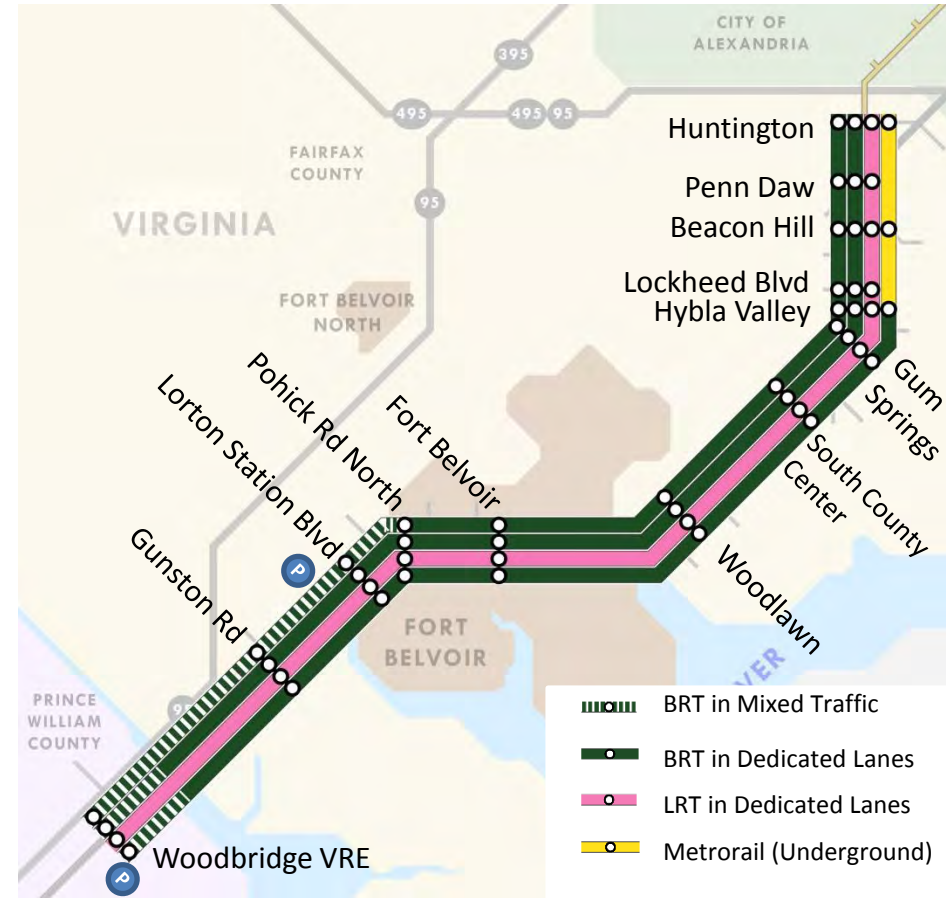 CITY OF
ALEXANDRIA
395
495
495
95
Huntington
FAIRFAX
COUNTY
Penn Daw
95
VIRGINIA
Beacon Hill
Lockheed Blvd
FORT BELVOIR
NORTH
Hybla Valley
Gum
Springs
Pohick Rd North
Fort Belvoir
Lorton Station Blvd
South County
Center
Gunston Rd
Woodlawn
P
FORT
BELVOIR
VER
PRINCE
WILLIAM
COUNTY
95
BRT in Mixed Traffic
BRT in Dedicated Lanes
LRT in Dedicated Lanes
Metrorail (Underground)
Woodbridge VRE
P